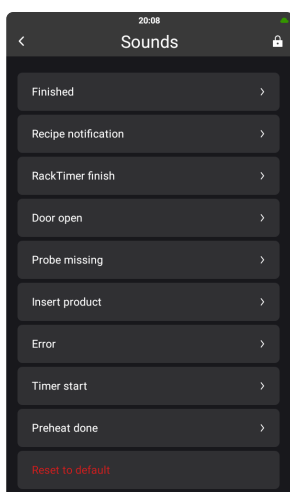 20:08
Sounds
Finished
Recipe notification
RackTimer finish
Door open
Probe missing
Insert product
Error
Timer start
Preheat done
Reset to default